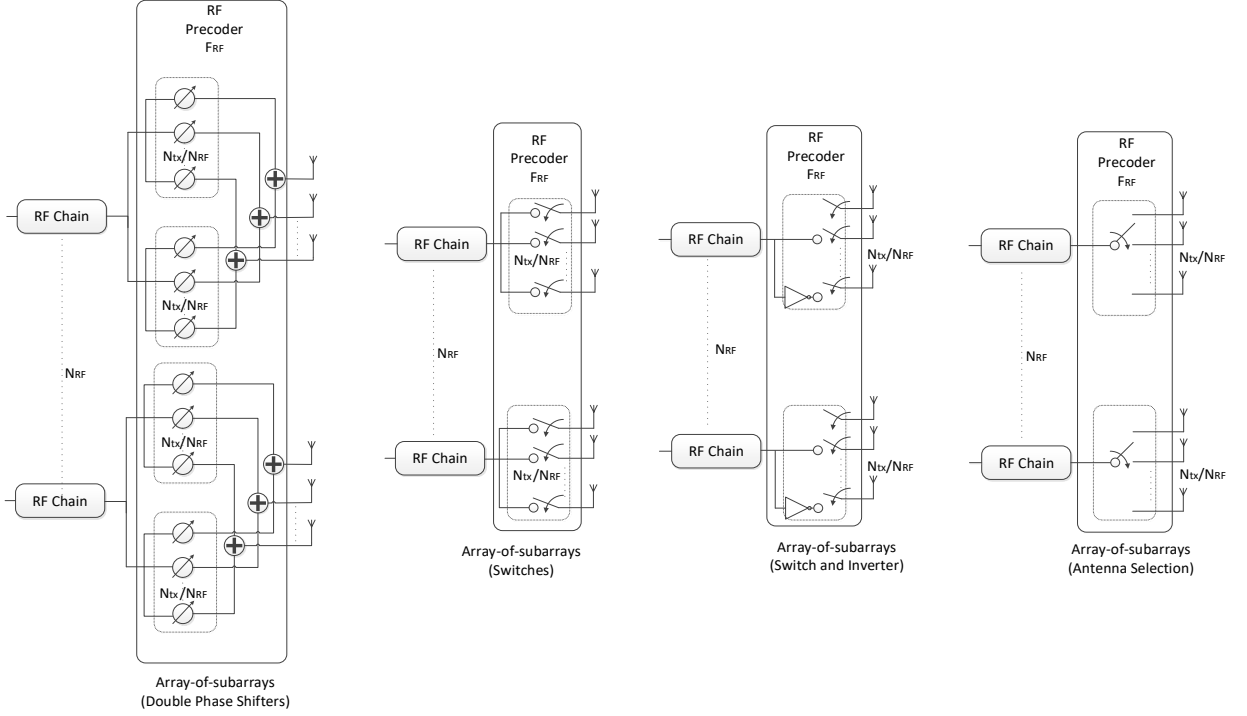 RF
Precoder
FRF
Ntx/NRF
RF Chain
Ntx/NRF
NRF
Ntx/NRF
RF Chain
Ntx/NRF
Array-of-subarrays
(Double Phase Shifters)
RF
Precoder
FRF
RF Chain
Ntx/NRF
NRF
RF Chain
Ntx/NRF
Array-of-subarrays
(Switches)
RF
Precoder
FRF
RF Chain
Ntx/NRF
NRF
RF Chain
Ntx/NRF
Array-of-subarrays
(Switch and Inverter)
RF
Precoder
FRF
RF Chain
Ntx/NRF
NRF
RF Chain
Ntx/NRF
Array-of-subarrays
(Antenna Selection)